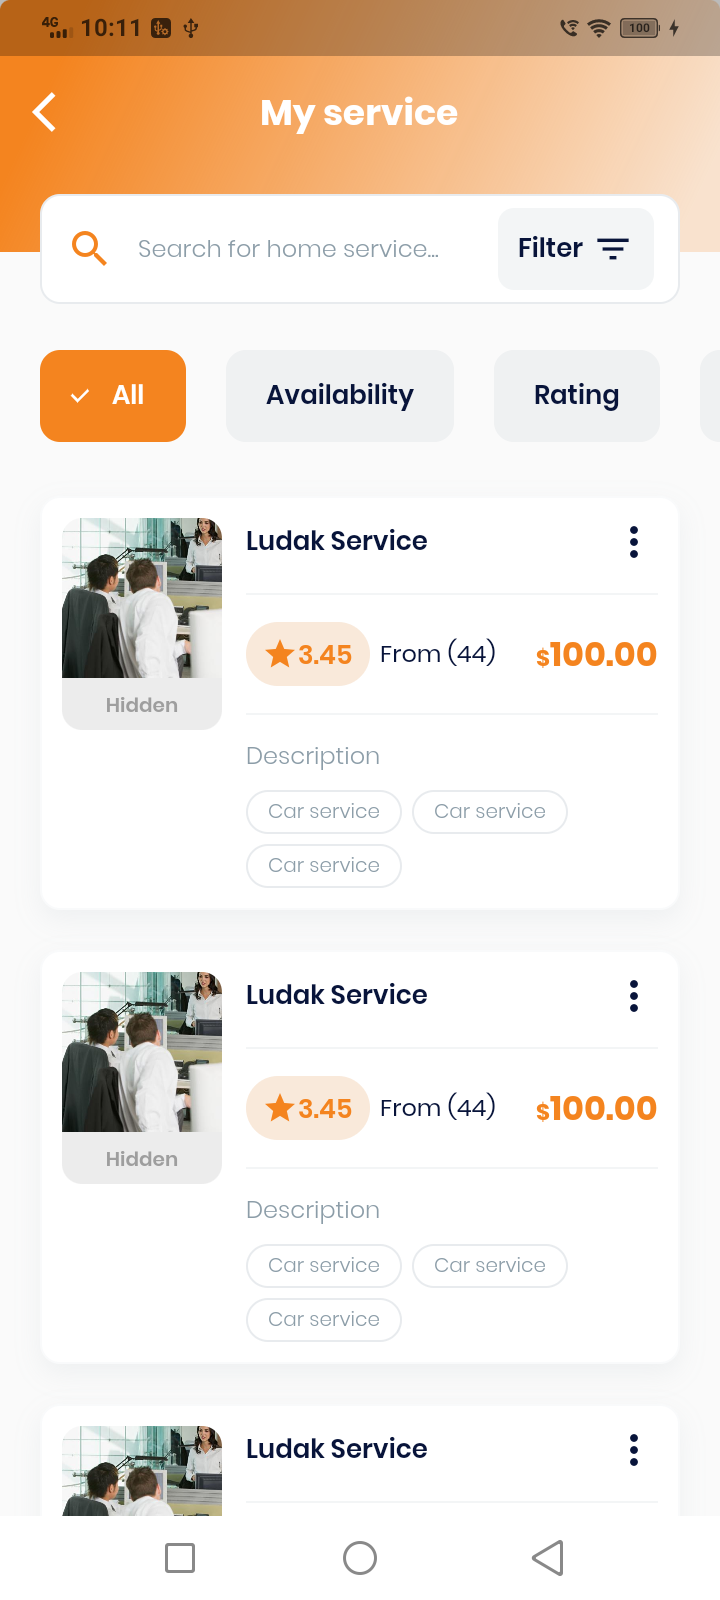 4G 10:11 100
My service
Search for home service... Filter
All Availability Rating
Ludak Service
3.45 From (44) $100.00
Hidden
Description
Car service Car service
Car service
Ludak Service
3.45 From (44) $100.00
Hidden
Description
Car service Car service
Car service
Ludak Service